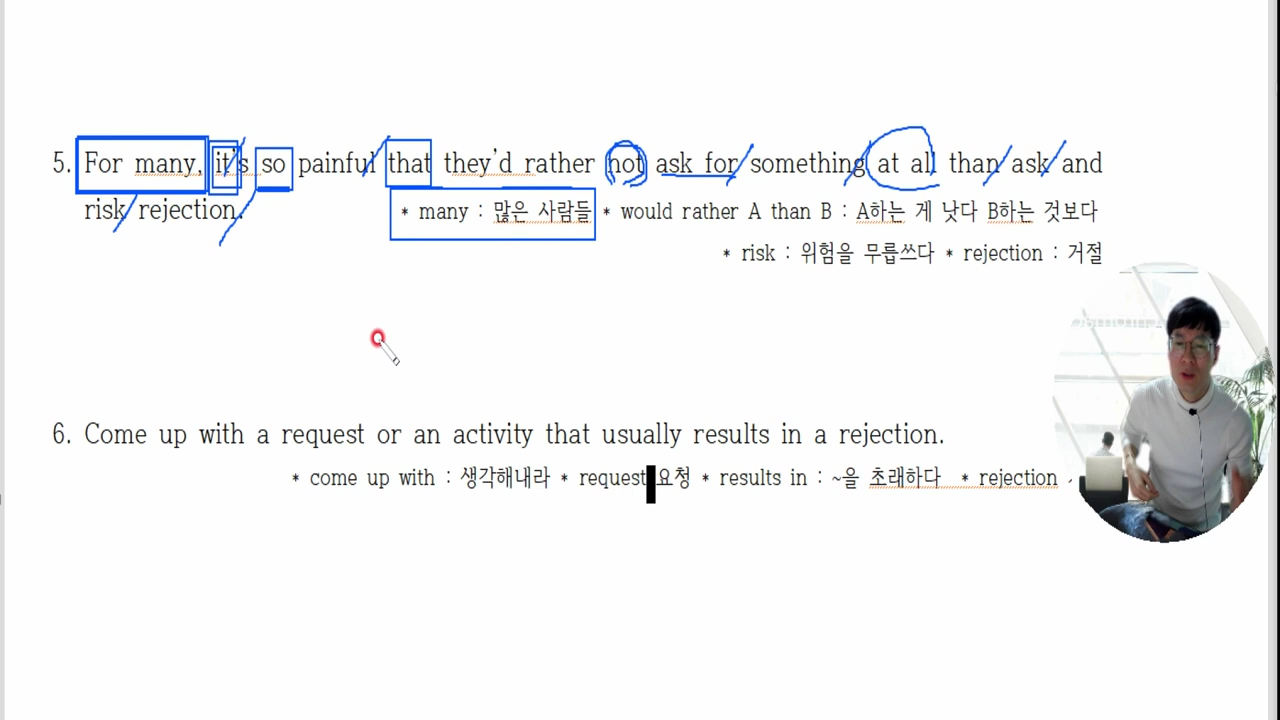 5. For many, it's so painful that they'd rather not ask for something at all than ask and
risk rejection.
* many : 많은 사람들 * would rather A than B : A하는 게 낫다 B하는 것보다
* risk : 위험을 무릅쓰다 * rejection : 거절
6. Come up with a request or an activity that usually results in a rejection.
* come up with : 생각해내라 * request 요청 * results in : ~을 초래하다 * rejection